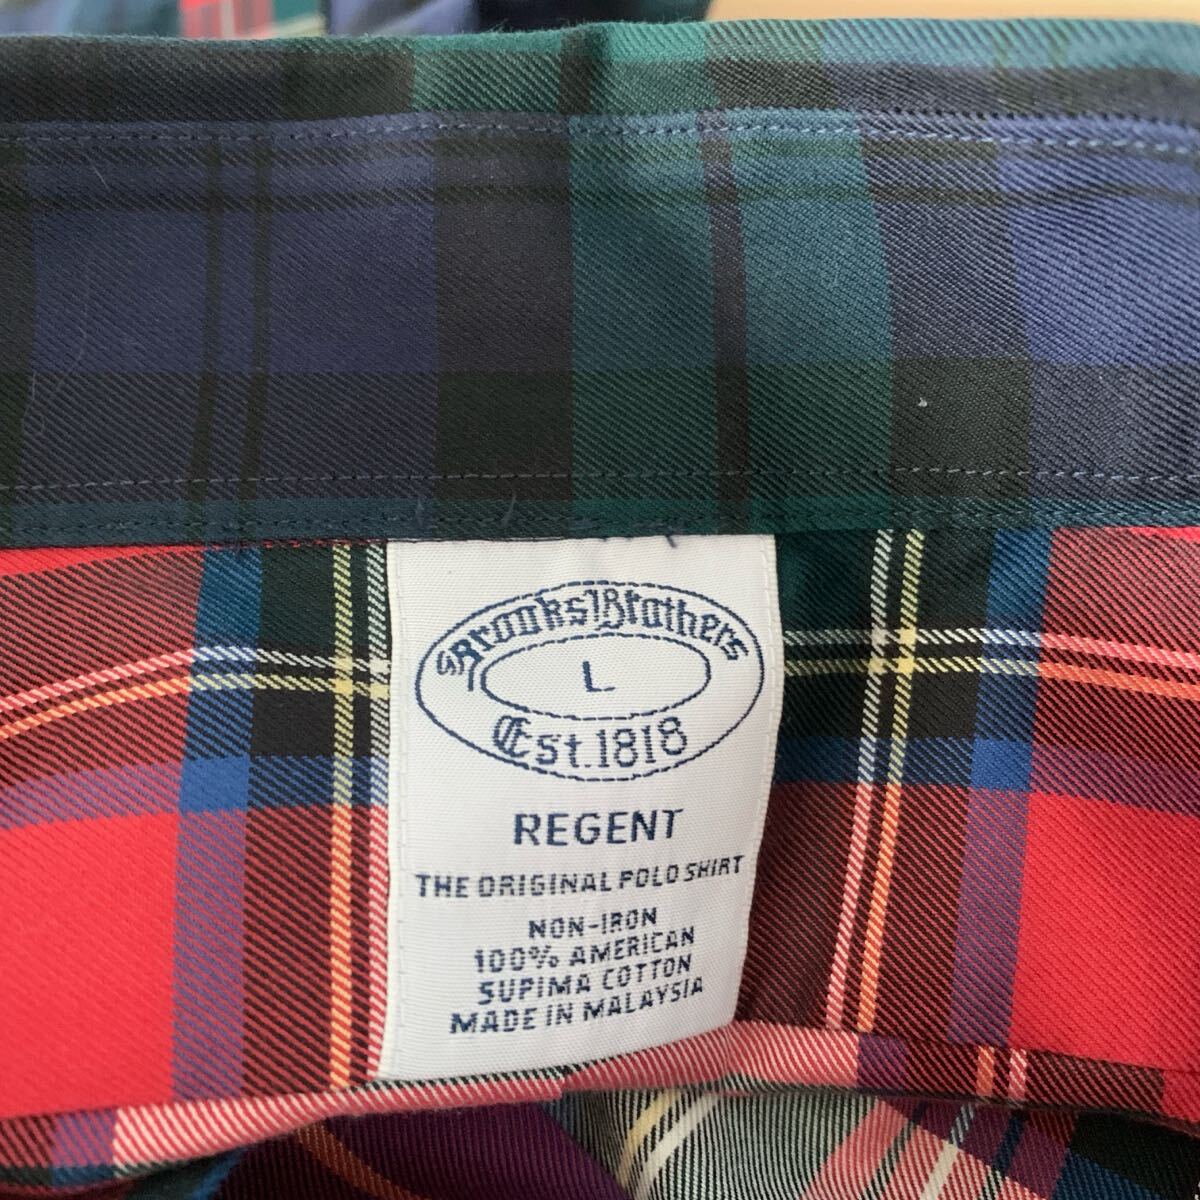 Brooks Brothers
L
Est. 1818
REGENT
THE ORIGINAL POLO SHIRT
NON-IRON
100% AMERICAN
SUPIMA COTTON
MADE IN MALAYSIA